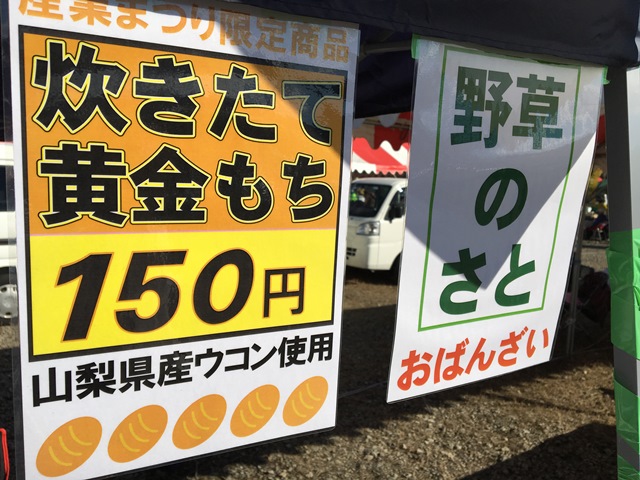 産業まつり限定商品
炊きたて
黄金もち
150円
山梨県産ウコン使用
野草
の
さと
おばんざい